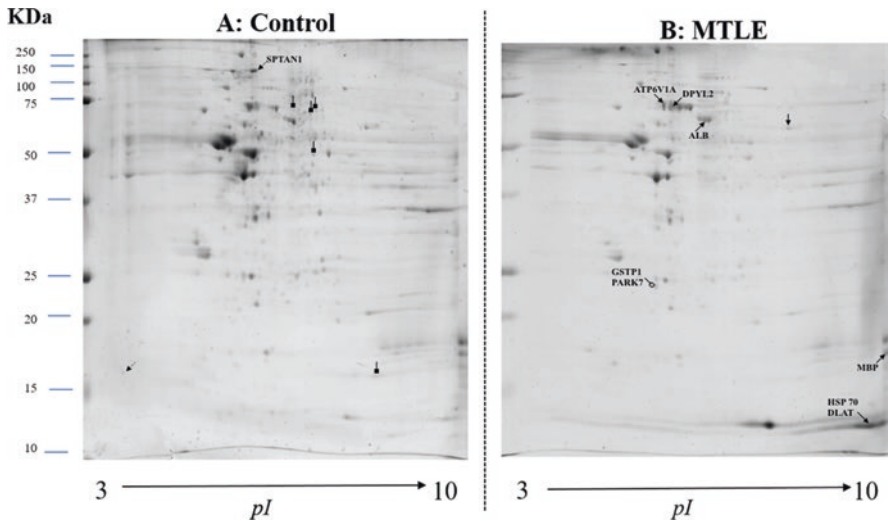 KDa
A: Control
B: MTLE
250
150
100
75
50
37
25
20
15
10
SPTAN1
ATP6V1A
DPYL2
ALB
GSTP1
PARK7
MBP
HSP 70
DLAT
3
10
pI
3
10
pI